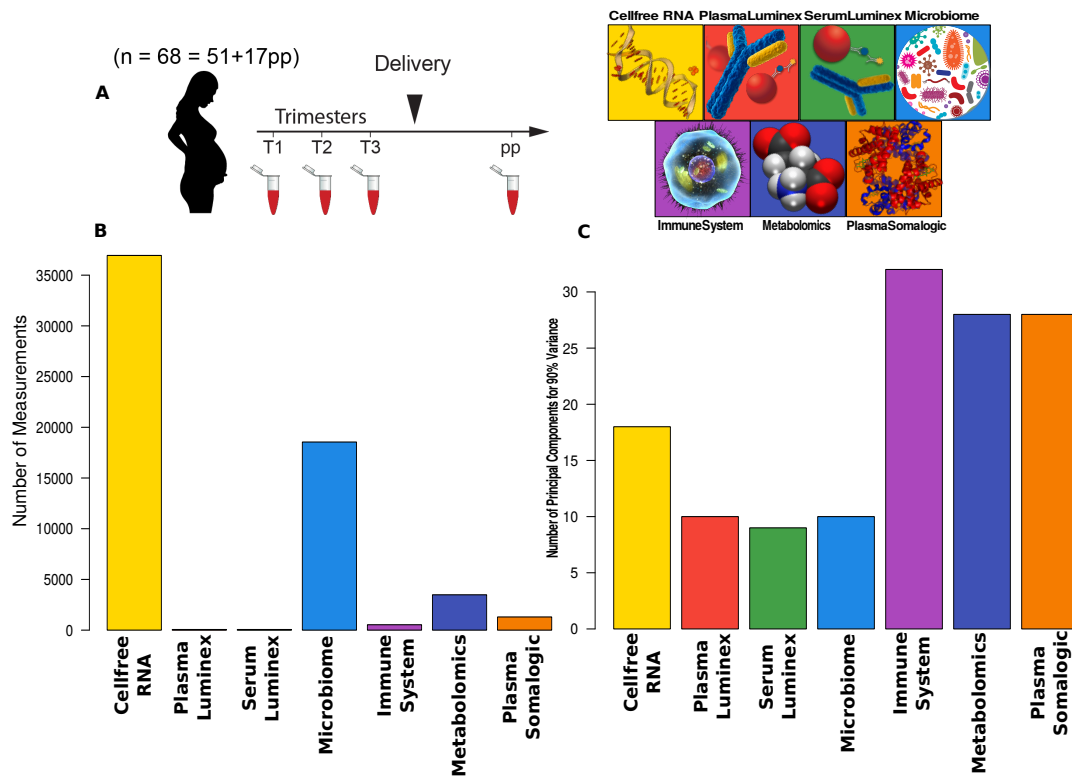 Cellfree RNA PlasmaLuminex SerumLuminex Microbiome
(n = 68 = 51+17pp)
A
Delivery
Trimesters
T1 T2 T3 pp
ImmuneSystem Metabolomics PlasmaSomalogic
B
Number of Measurements
35000
30000
25000
20000
15000
10000
5000
0
Cellfree
RNA
Plasma
Luminex
Serum
Luminex
Microbiome
Immune
System
Metabolomics
Plasma
Somalogic
C
Number of Principal Components for 90% Variance
30
25
20
15
10
5
0
Cellfree
RNA
Plasma
Luminex
Serum
Luminex
Microbiome
Immune
System
Metabolomics
Plasma
Somalogic